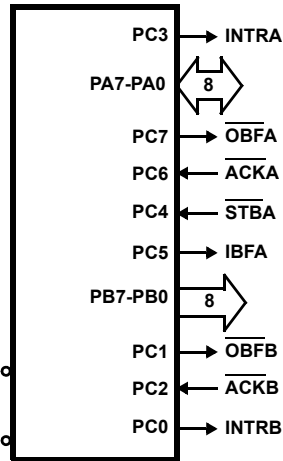 PC3 INTRA
PA7-PA0 8
PC7 OBFA
PC6 ACKA
PC4 STBA
PC5 IBFA
PB7-PB0 8
PC1 OBFB
PC2 ACKB
PC0 INTRB